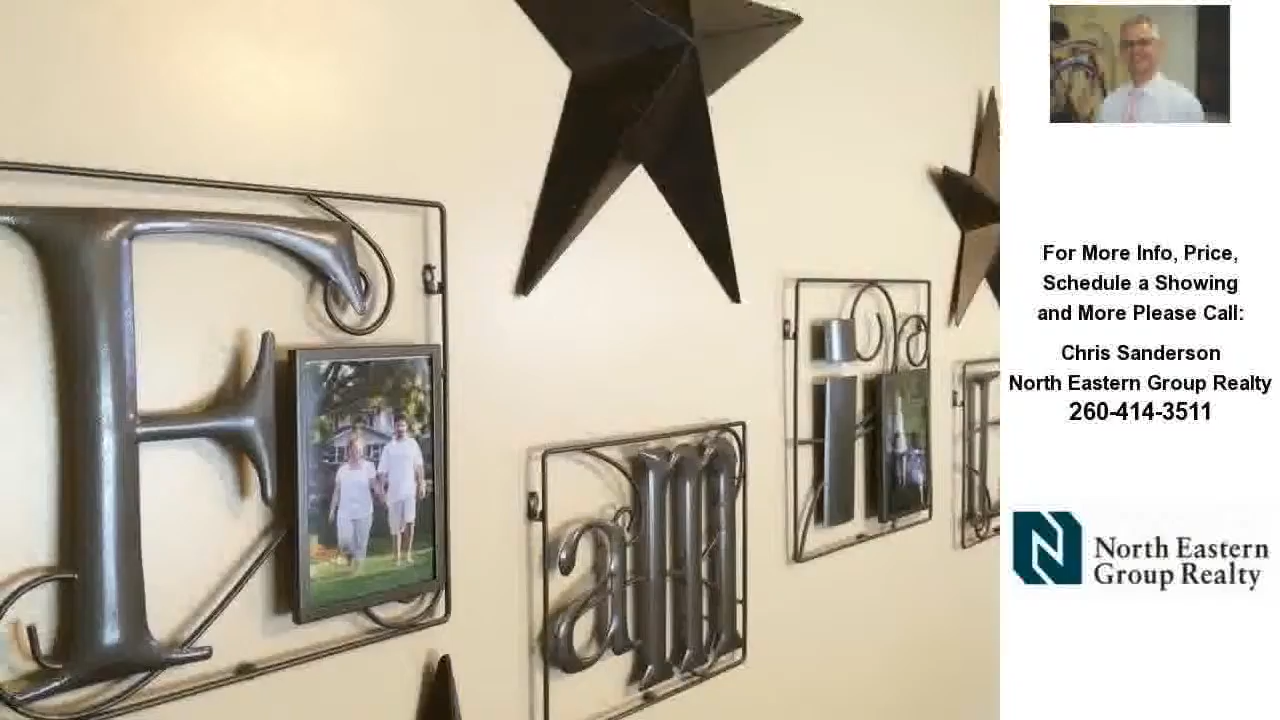 F
am
i
For More Info, Price,
Schedule a Showing
and More Please Call:
Chris Sanderson
North Eastern Group Realty
260-414-3511
North Eastern
Group Realty